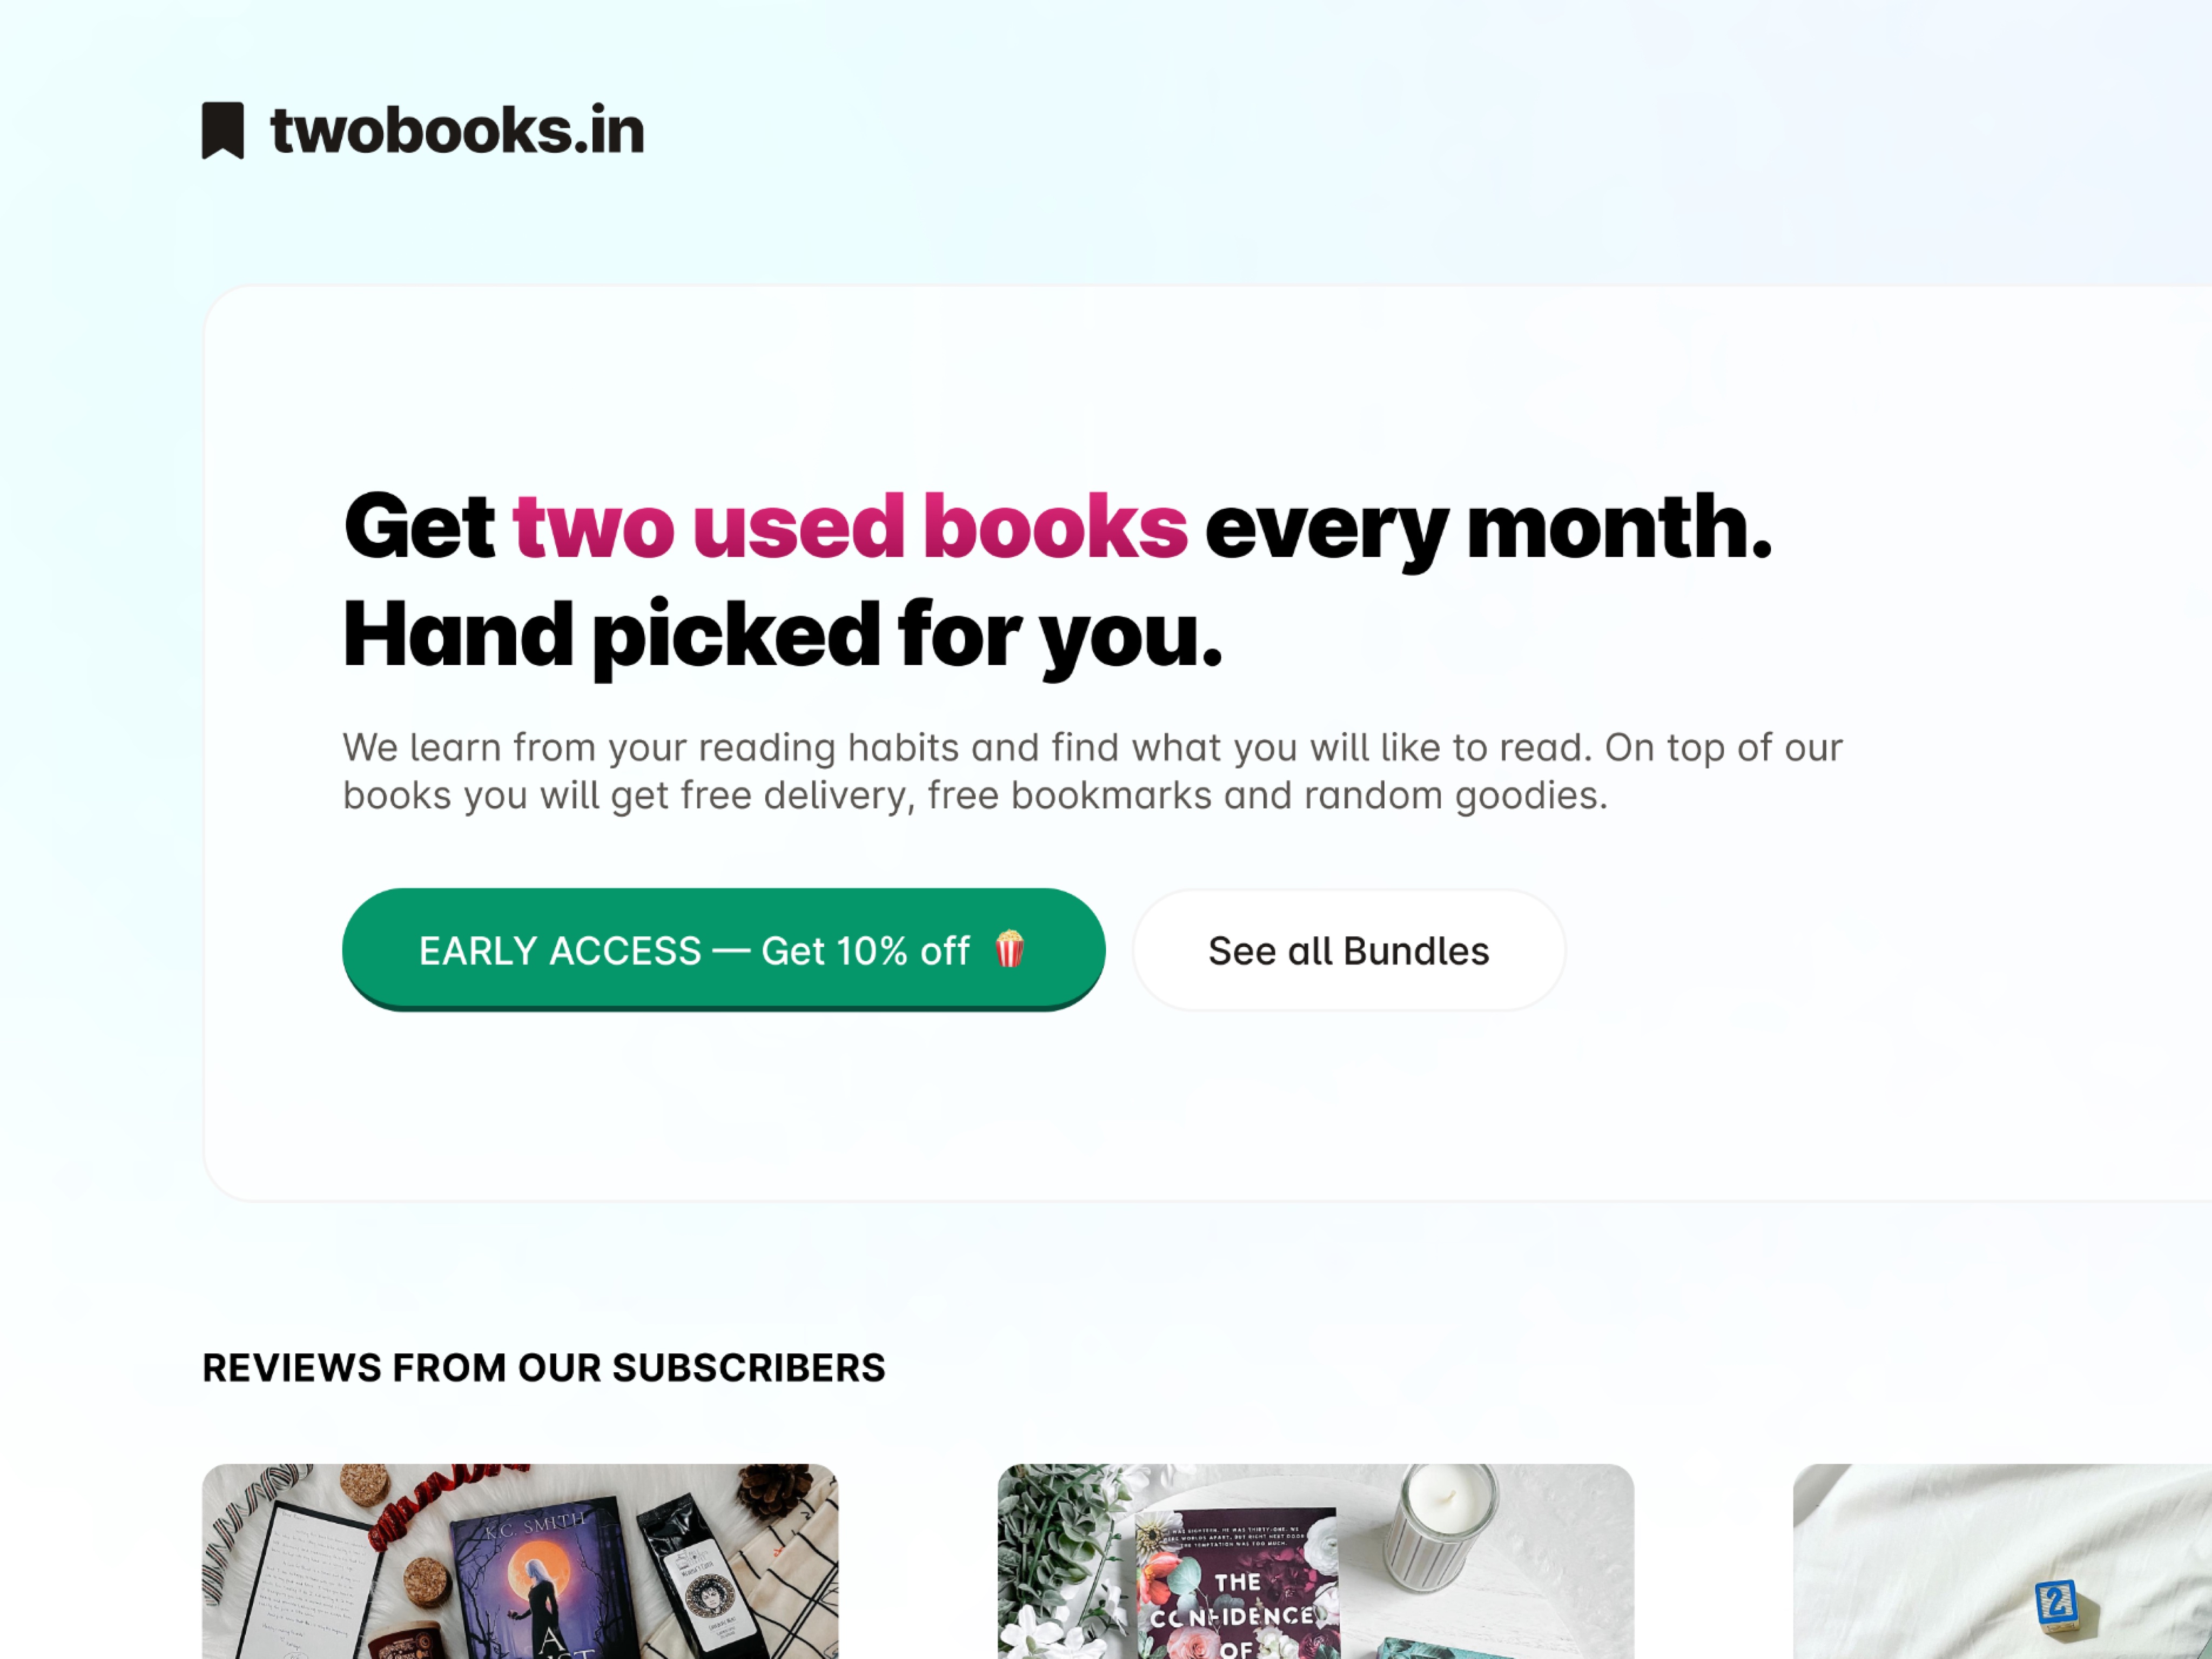 twobooks.in
Get two used books every month.
Hand picked for you.
We learn from your reading habits and find what you will like to read. On top of our
books you will get free delivery, free bookmarks and random goodies.
EARLY ACCESS — Get 10% off
See all Bundles
REVIEWS FROM OUR SUBSCRIBERS
K.C. SMITH
A
THE
CONFIDENCE
OF
2